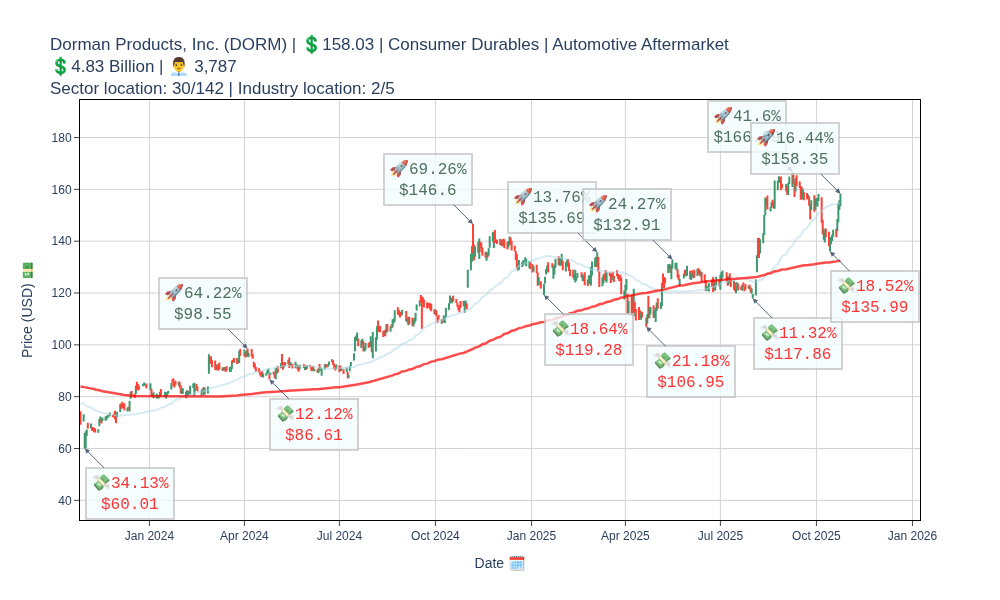 Dorman Products, Inc. (DORM) | 💲158.03 | Consumer Durables | Automotive Aftermarket
💲4.83 Billion | 👨‍💼 3,787
Sector location: 30/142 | Industry location: 2/5
🚀41.6%
$166
🚀16.44%
$158.35
180
🚀69.26%
$146.6
🚀13.76%
$135.69
🚀24.27%
$132.91
160
140
🚀64.22%
$98.55
💸18.52%
$135.99
120
💸18.64%
$119.28
💸11.32%
$117.86
100
💸21.18%
$106.95
80
💸12.12%
$86.61
60
💸34.13%
$60.01
40
Price (USD) 💵
Jan 2024
Apr 2024
Jul 2024
Oct 2024
Jan 2025
Apr 2025
Jul 2025
Oct 2025
Jan 2026
Date 🗓️